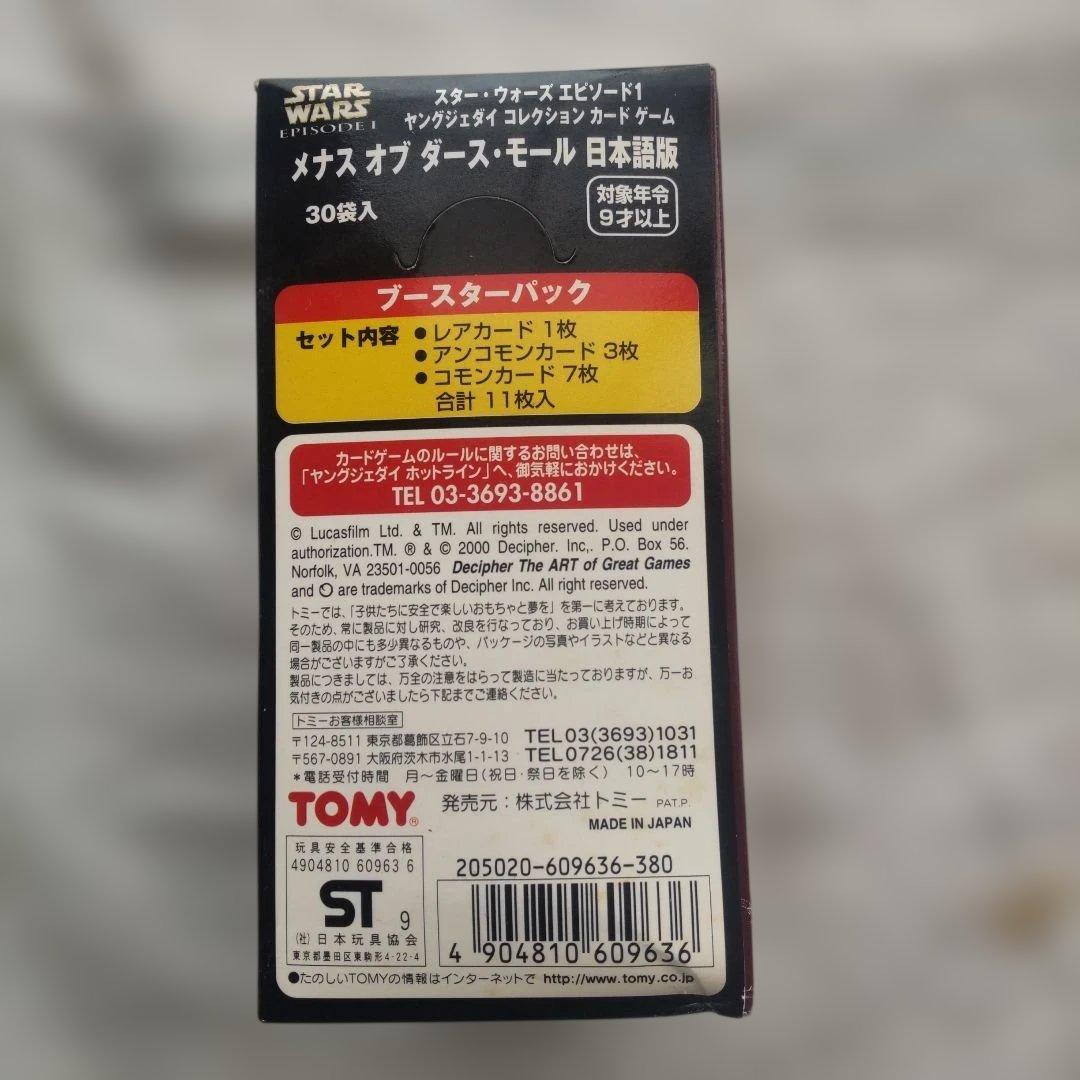 STAR
WARS
EPISODE I
スター・ウォーズ エピソード1
ヤングジェダイ コレクション カード ゲーム
メナス オブ ダース・モール 日本語版
30袋入
対象年令
9才以上
ブースターパック
セット内容
●レアカード 1枚
●アンコモンカード 3枚
●コモンカード 7枚
合計 11枚入
カードゲームのルールに関するお問い合わせは、
「ヤングジェダイ ホットライン」へ、御気軽におかけください。
TEL 03-3693-8861
© Lucasfilm Ltd. & TM. All rights reserved. Used under
authorization.TM. ® & © 2000 Decipher. Inc,. P.O. Box 56.
Norfolk, VA 23501-0056 Decipher The ART of Great Games
and are trademarks of Decipher Inc. All right reserved.
トミーでは、「子供たちに安全で楽しいおもちゃと夢を」を第一に考えております。
そのため、常に製品に対し研究、改良を行なっており、お買い上げ時期によって
同一製品の中にも多少異なるものや、パッケージの写真やイラストなどと異なる
場合がございますがご了承ください。
製品につきましては、万全の注意をはらって製造に当たっておりますが、万一お
気付きの点がございましたら下記までご連絡ください。
トミーお客様相談室
〒124-8511 東京都葛飾区立石7-9-10 TEL03(3693)1031
〒567-0891 大阪府茨木市水尾1-1-13 TEL0726(38)1811
*電話受付時間 月〜金曜日(祝日・祭日を除く) 10〜17時
TOMY®
発売元:株式会社トミー PAT.P.
MADE IN JAPAN
玩具安全基準合格
4904810 60963 6
ST 9
(社)日本玩具協会
東京都墨田区東駒形4-22-4
205020-609636-380
4 904810 609636
●たのしいTOMYの情報はインターネットで http://www.tomy.co.jp